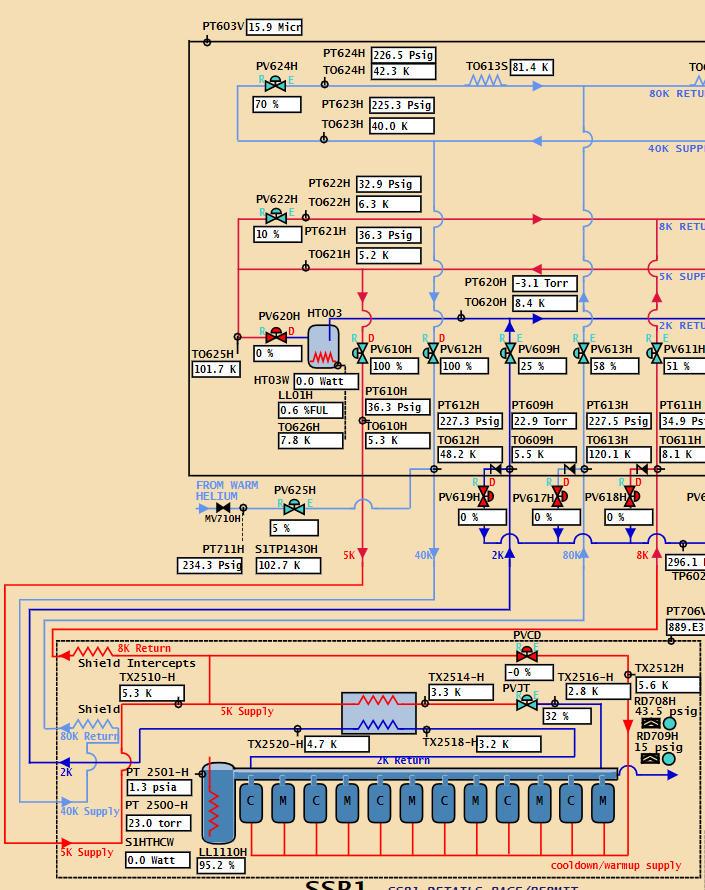 PT603V 15.9 Micr
PT624H 226.5 Psig
PV624H TO624H 42.3 K TO613S 81.4 K
R E
70 %
80K RETU
PT623H 225.3 Psig
TO623H 40.0 K
40K SUPP
PT622H 32.9 Psig
PV622H TO622H 6.3 K
R E
10 % PT621H 36.3 Psig
8K RETU
TO621H 5.2 K
5K SUPP
PT620H -3.1 Torr
TO620H 8.4 K
PV620H HT003
2K RETU
R D
0 %
TO625H
101.7 K
R D
PV610H
100 %
R D
PV612H
100 %
R E
PV609H
25 %
R E
PV613H
58 %
R E
PV611H
51 %
HT03W 0.0 Watt
LL01H
0.6 %FUL
TO626H
7.8 K
PT610H
36.3 Psig
TO610H
5.3 K
PT612H
227.3 Psig
TO612H
48.2 K
PT609H
22.9 Torr
TO609H
5.5 K
PT613H
227.5 Psig
TO613H
120.1 K
PT611H
34.9 Ps
TO611H
8.1 K
FROM WARM
HELIUM
MV710H
PV625H
R E
5 %
R D
PV619H
0 %
R D
PV617H
0 %
R D
PV618H
0 %
PV6
PT711H S1TP1430H
234.3 Psig 102.7 K
5K 40K 2K 80K 8K
296.1
TP602
PT706V
889.E3
PVCD
R E
-0 %
8K Return
Shield Intercepts
TX2510-H
5.3 K
5K Supply
TX2514-H
3.3 K
PVJT
R E
32 %
TX2516-H
2.8 K
TX2512H
5.6 K
RD708H
43.5 psig
RD709H
15 psig
Shield
80K Return
TX2520-H 4.7 K
TX2518-H 3.2 K
2K Return
2K
PT 2501-H
1.3 psia
40K Supply
PT 2500-H
23.0 torr
C M C M C M C M C M C M
S1HTHCW
0.0 Watt
5K Supply
LL1110H
95.2 %
cooldown/warmup supply
SSR1 SSR1 DETAILS PAGE/PERMIT